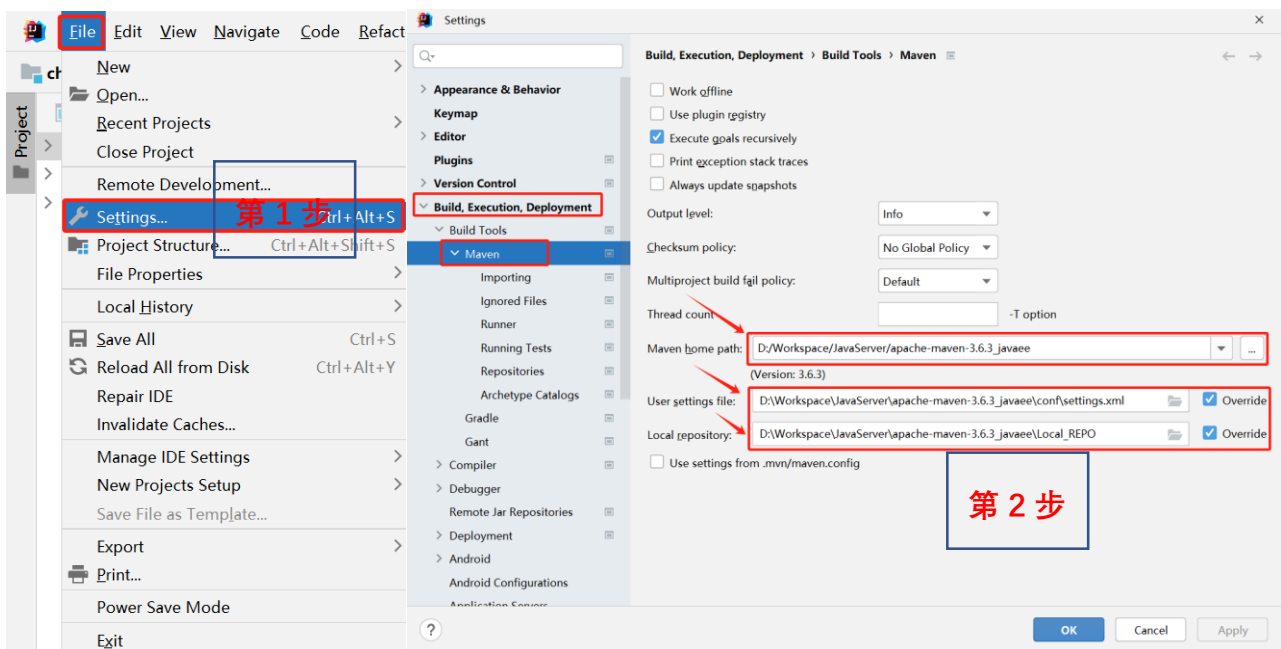 File Edit View Navigate Code Refact
ch
Project
New
Open...
Recent Projects
Close Project
Remote Development...
Settings... Ctrl+Alt+S
第 1 步
Project Structure... Ctrl+Alt+Shift+S
File Properties
Local History
Save All Ctrl+S
Reload All from Disk Ctrl+Alt+Y
Repair IDE
Invalidate Caches...
Manage IDE Settings
New Projects Setup
Save File as Template...
Export
Print...
Power Save Mode
Exit
Settings
Appearance & Behavior
Keymap
Editor
Plugins
Version Control
Build, Execution, Deployment
Build Tools
Maven
Importing
Ignored Files
Runner
Running Tests
Repositories
Archetype Catalogs
Gradle
Gant
Compiler
Debugger
Remote Jar Repositories
Deployment
Android
Android Configurations
Application Servers
Build, Execution, Deployment › Build Tools › Maven
Work offline
Use plugin registry
Execute goals recursively
Print exception stack traces
Always update snapshots
Output level: Info
Checksum policy: No Global Policy
Multiproject build fail policy: Default
Thread count -T option
Maven home path: D:/Workspace/JavaServer/apache-maven-3.6.3_javaee ...
(Version: 3.6.3)
User settings file: D:\Workspace\JavaServer\apache-maven-3.6.3_javaee\conf\settings.xml Override
Local repository: D:\Workspace\JavaServer\apache-maven-3.6.3_javaee\Local_REPO Override
Use settings from .mvn/maven.config
第 2 步
? OK Cancel Apply